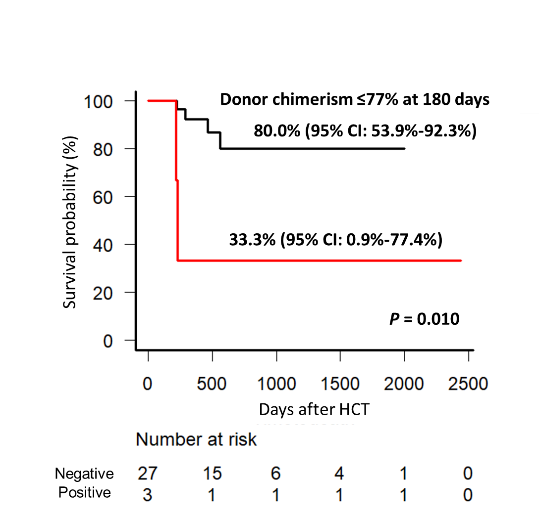 Donor chimerism ≤77% at 180 days
80.0% (95% CI: 53.9%-92.3%)
33.3% (95% CI: 0.9%-77.4%)
P = 0.010
Survival probability (%)
100
80
60
40
20
0
0 500 1000 1500 2000 2500
Days after HCT
Number at risk
Negative 27 15 6 4 1 0
Positive 3 1 1 1 1 0